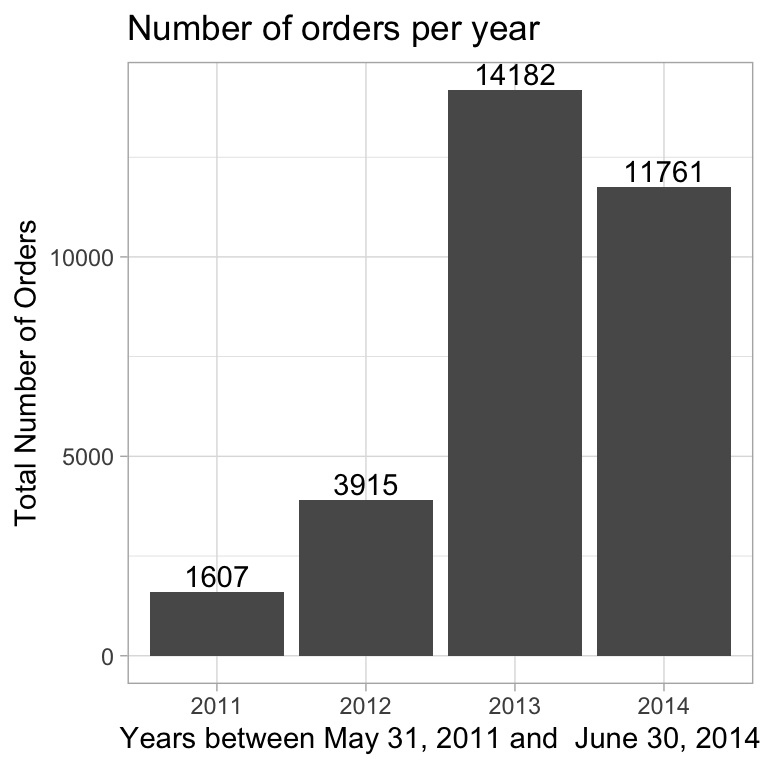 Number of orders per year
14182
11761
3915
1607
Total Number of Orders
10000
5000
0
2011 2012 2013 2014
Years between May 31, 2011 and  June 30, 2014